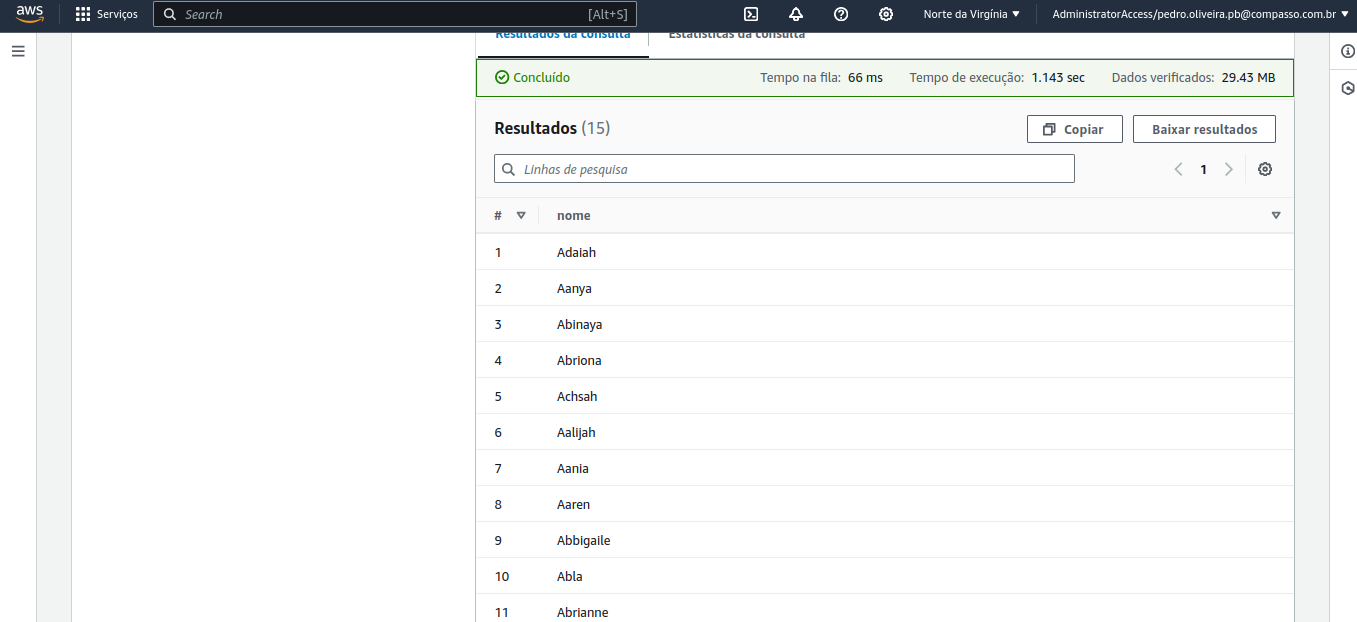 aws Serviços Search [Alt+S] Norte da Virgínia AdministratorAccess/pedro.oliveira.pb@compasso.com.br
Resultados da consulta Estatísticas da consulta
Concluído Tempo na fila: 66 ms Tempo de execução: 1.143 sec Dados verificados: 29.43 MB
Resultados (15) Copiar Baixar resultados
Linhas de pesquisa 1
# nome
1 Adaiah
2 Aanya
3 Abinaya
4 Abriona
5 Achsah
6 Aalijah
7 Aania
8 Aaren
9 Abbigaile
10 Abla
11 Abrianne